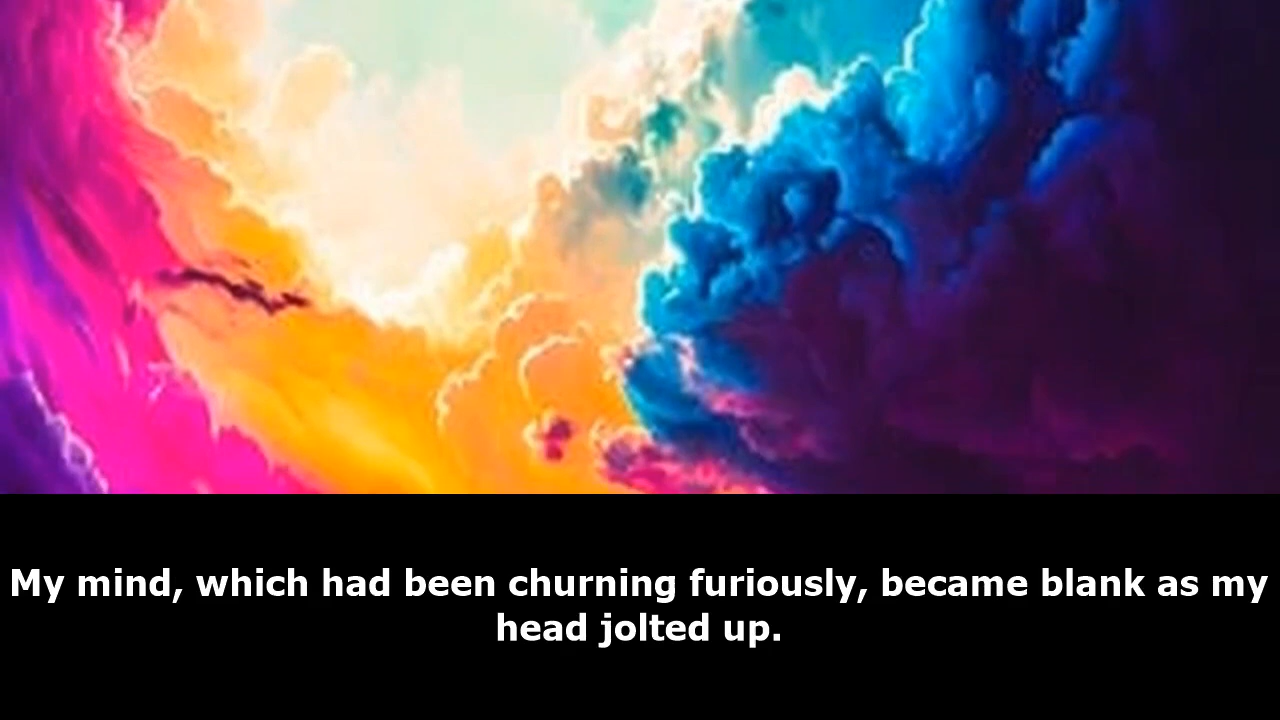 My mind, which had been churning furiously, became blank as my
head jolted up.